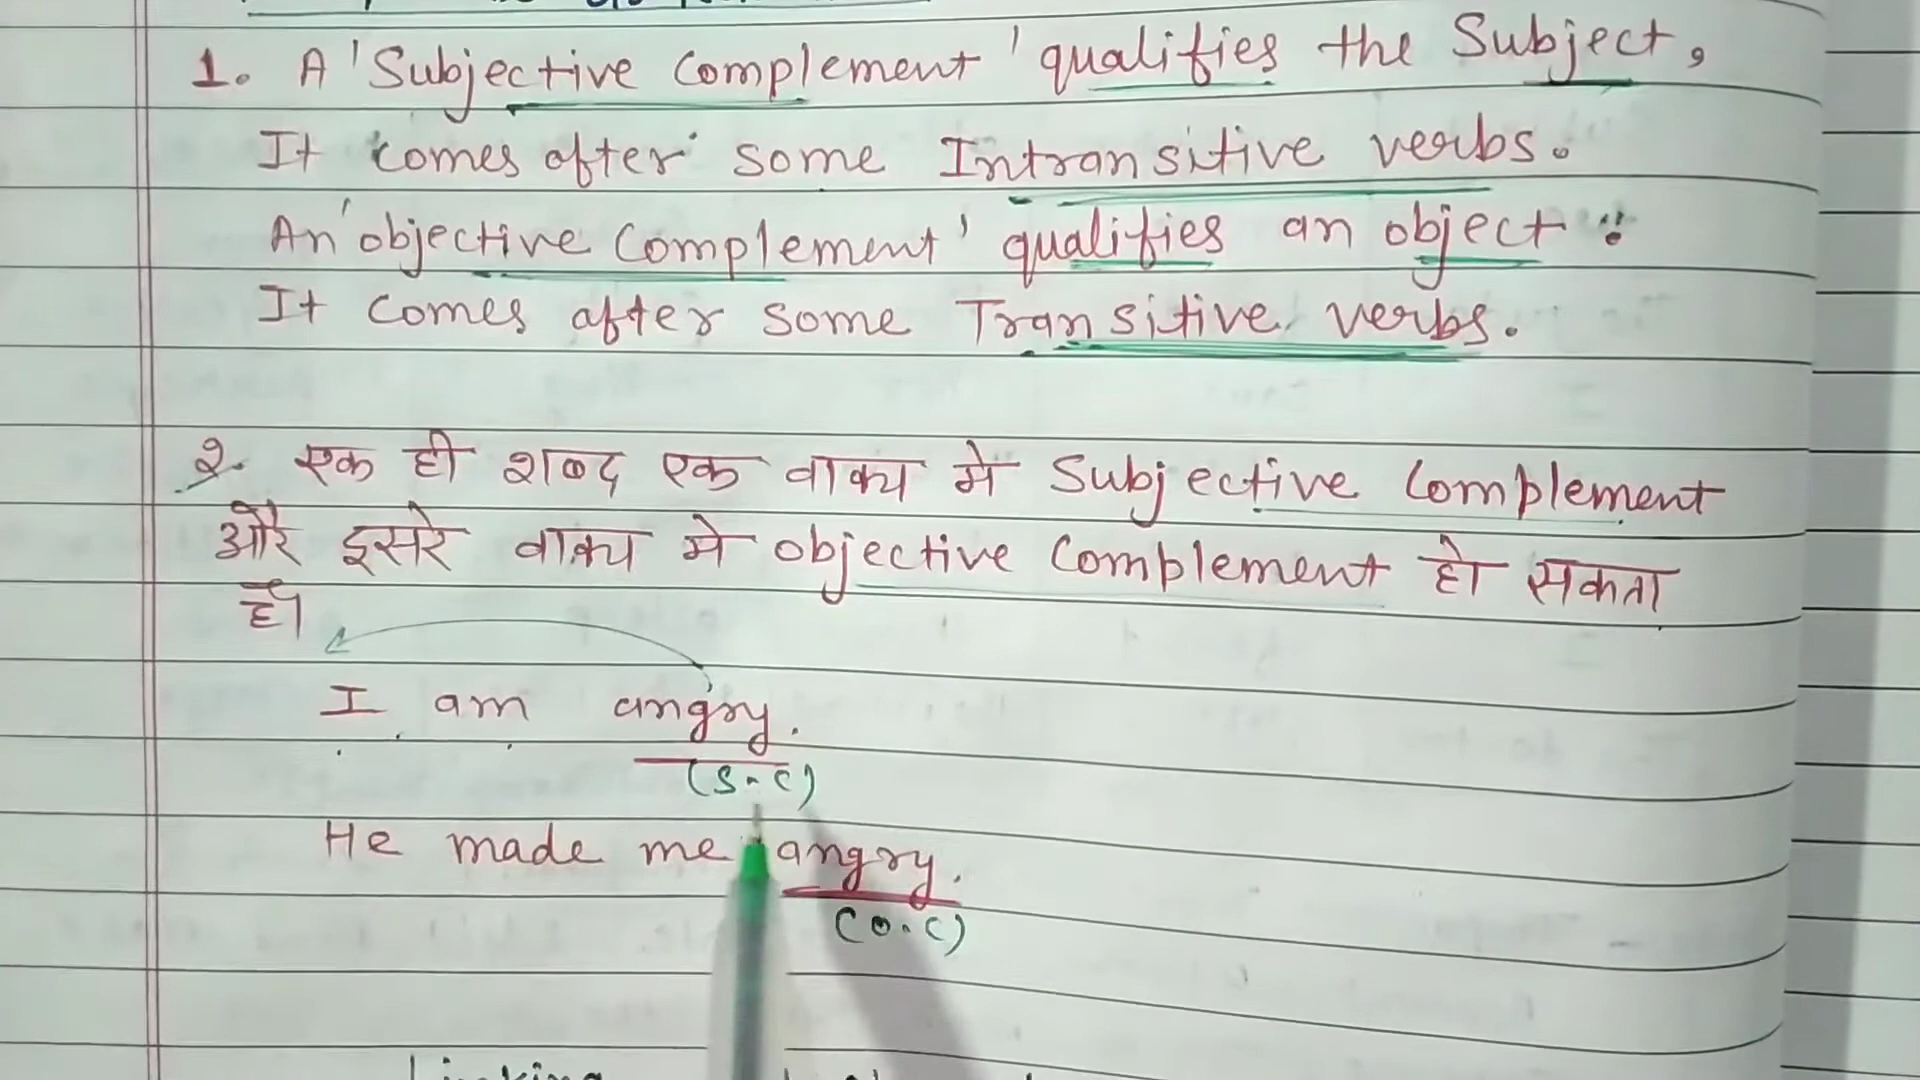 1. A 'Subjective Complement' qualifies the Subject,
It comes after some Intransitive verbs.
An 'objective Complement' qualifies an object:
It comes after some Transitive verbs.
२. एक ही शब्द एक वाक्य मे Subjective Complement
और दुसरे वाक्य मे objective Complement हो सकता
है।
I am angry.
(S.C)
He made me angry.
(O.C)
Linking